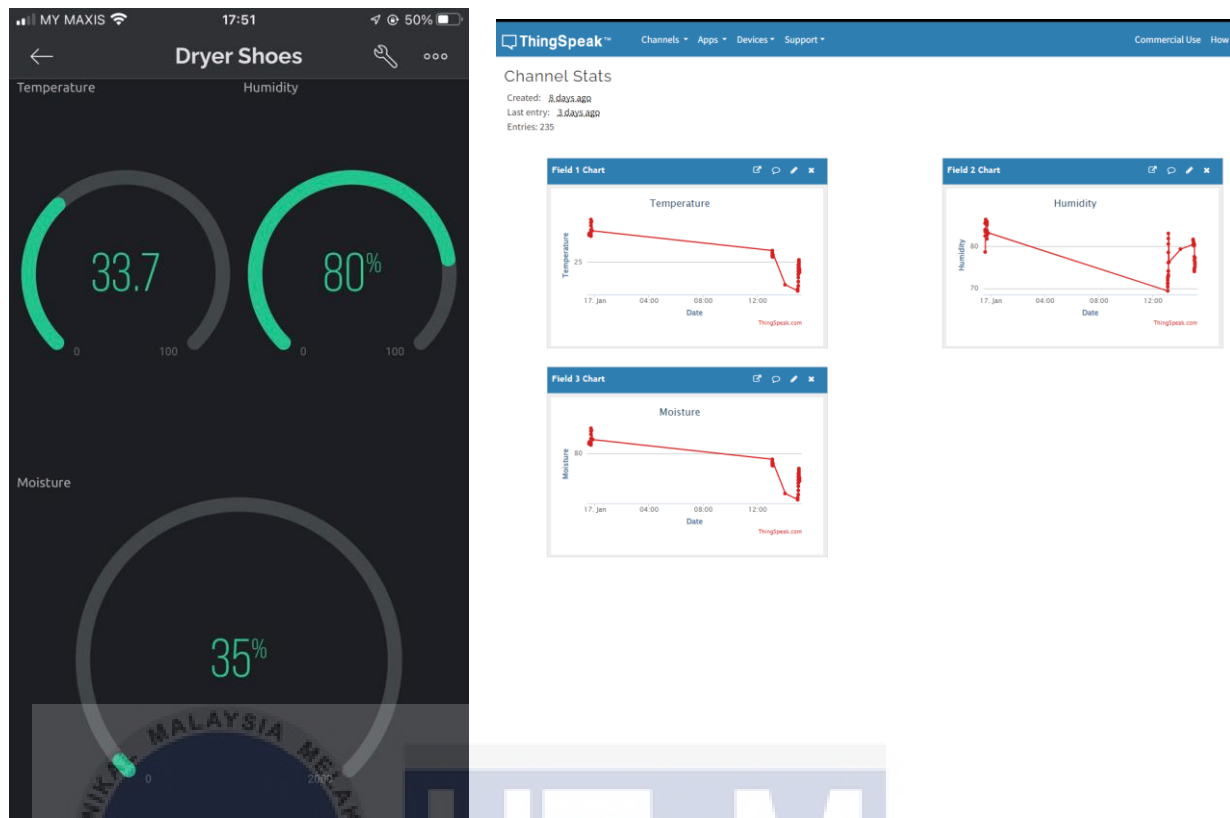 MY MAXIS 17:51 50%
Dryer Shoes
Temperature Humidity
33.7 80%
0 100 0 100
Moisture
35%
0 2000
MALAYSIA
ThingSpeak™ Channels Apps Devices Support Commercial Use How
Channel Stats
Created: 8 days ago
Last entry: 3 days ago
Entries: 235
Field 1 Chart
Temperature
Temperature
25
17. Jan 04:00 08:00 12:00
Date
ThingSpeak.com
Field 2 Chart
Humidity
Humidity
80
70
17. Jan 04:00 08:00 12:00
Date
ThingSpeak.com
Field 3 Chart
Moisture
Moisture
80
17. Jan 04:00 08:00 12:00
Date
ThingSpeak.com